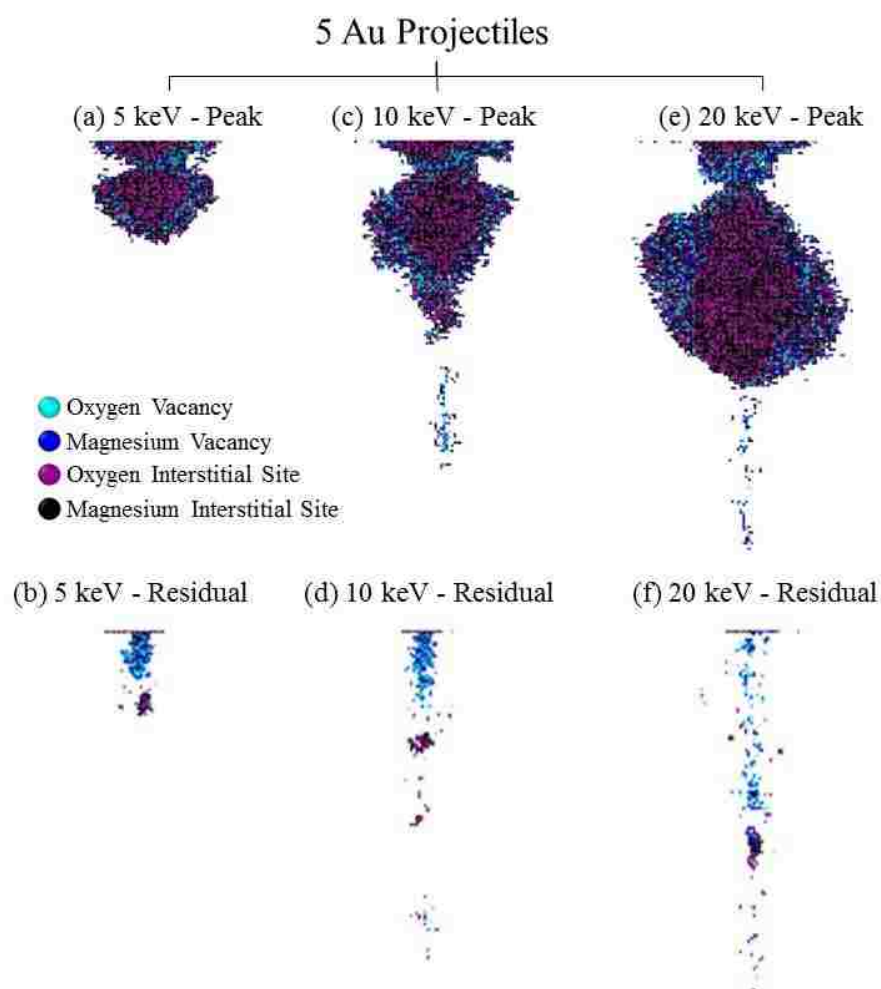 5 Au Projectiles
(a) 5 keV - Peak
(c) 10 keV - Peak
(e) 20 keV - Peak
Oxygen Vacancy
Magnesium Vacancy
Oxygen Interstitial Site
Magnesium Interstitial Site
(b) 5 keV - Residual
(d) 10 keV - Residual
(f) 20 keV - Residual